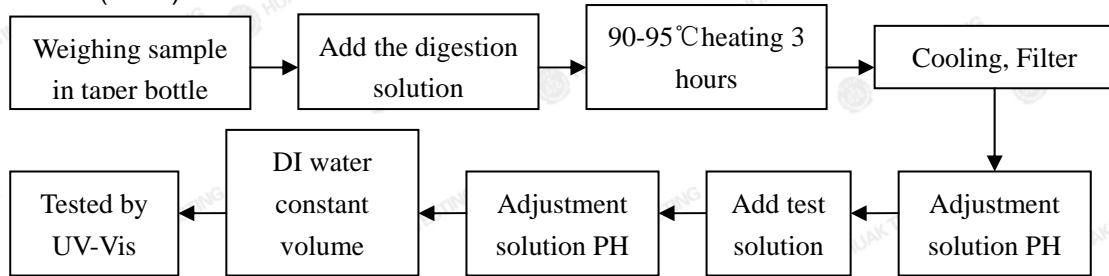 Weighing sample
in taper bottle
Add the digestion
solution
90-95℃heating 3
hours
Cooling, Filter
Adjustment
solution PH
Add test
solution
Adjustment
solution PH
DI water
constant
volume
Tested by
UV-Vis